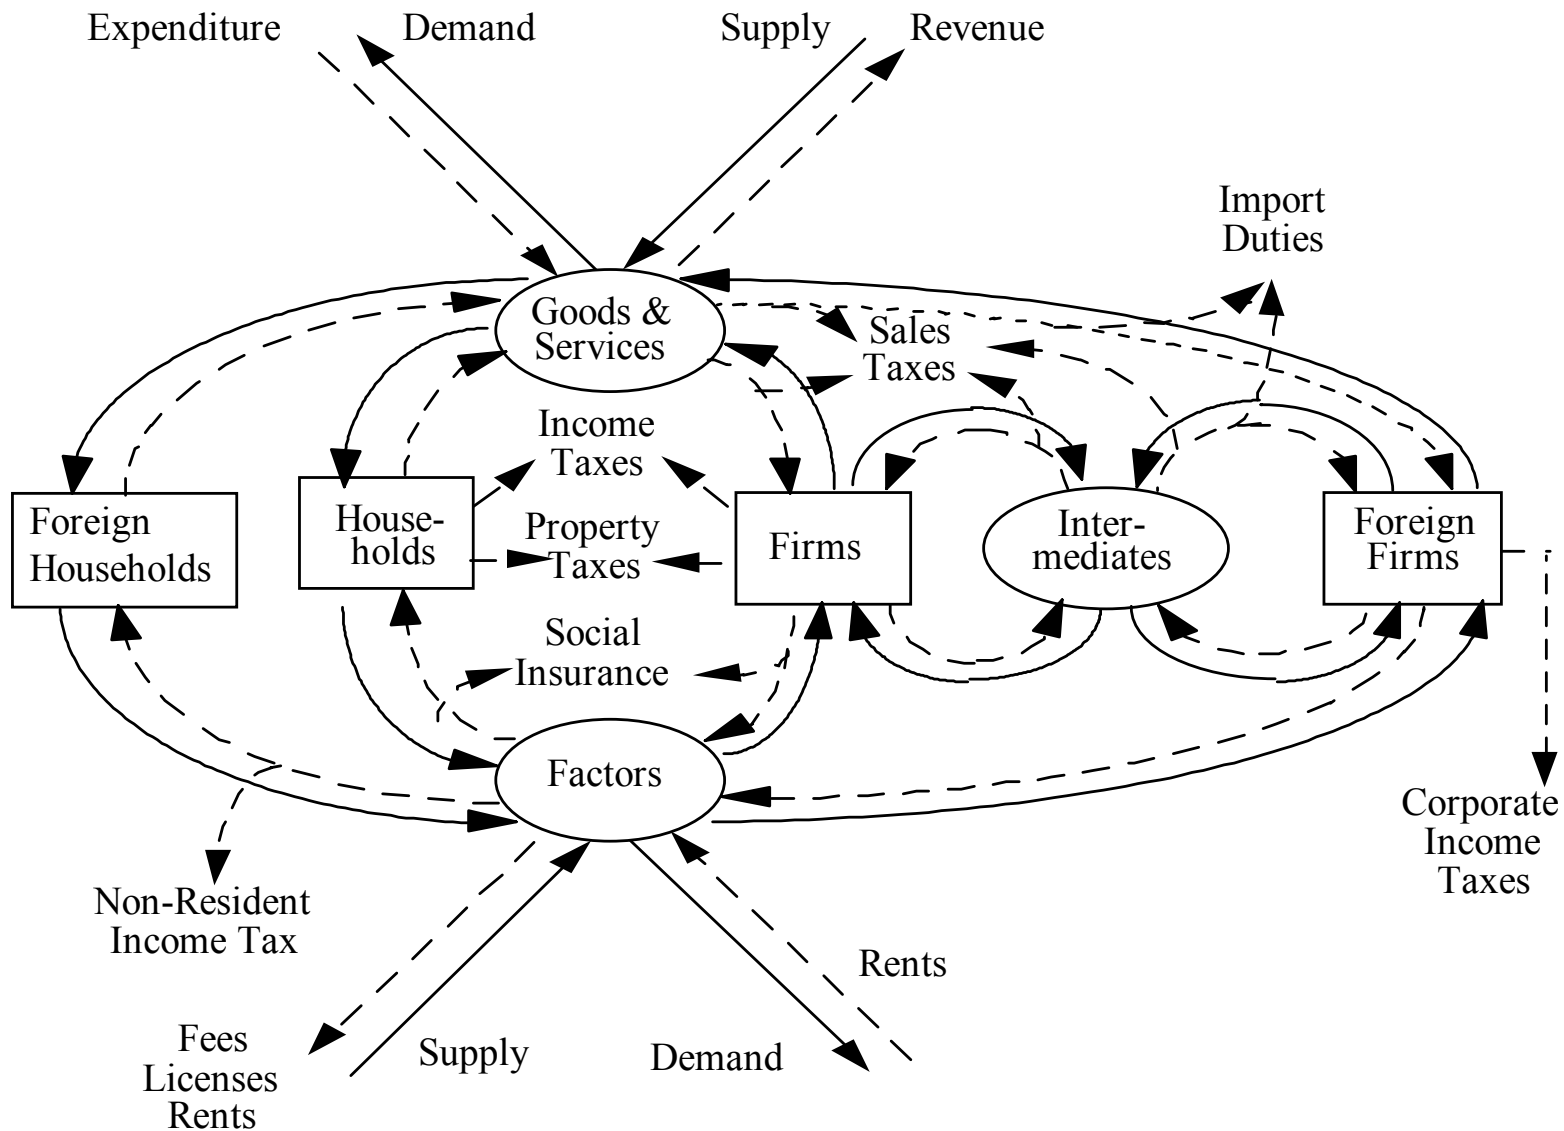 Expenditure
Demand
Supply
Revenue
Import
Duties
Goods &
Services
Sales
Taxes
Income
Taxes
Foreign
Households
House-
holds
Property
Taxes
Firms
Inter-
mediates
Foreign
Firms
Social
Insurance
Factors
Corporate
Income
Taxes
Non-Resident
Income Tax
Rents
Fees
Licenses
Rents
Supply
Demand